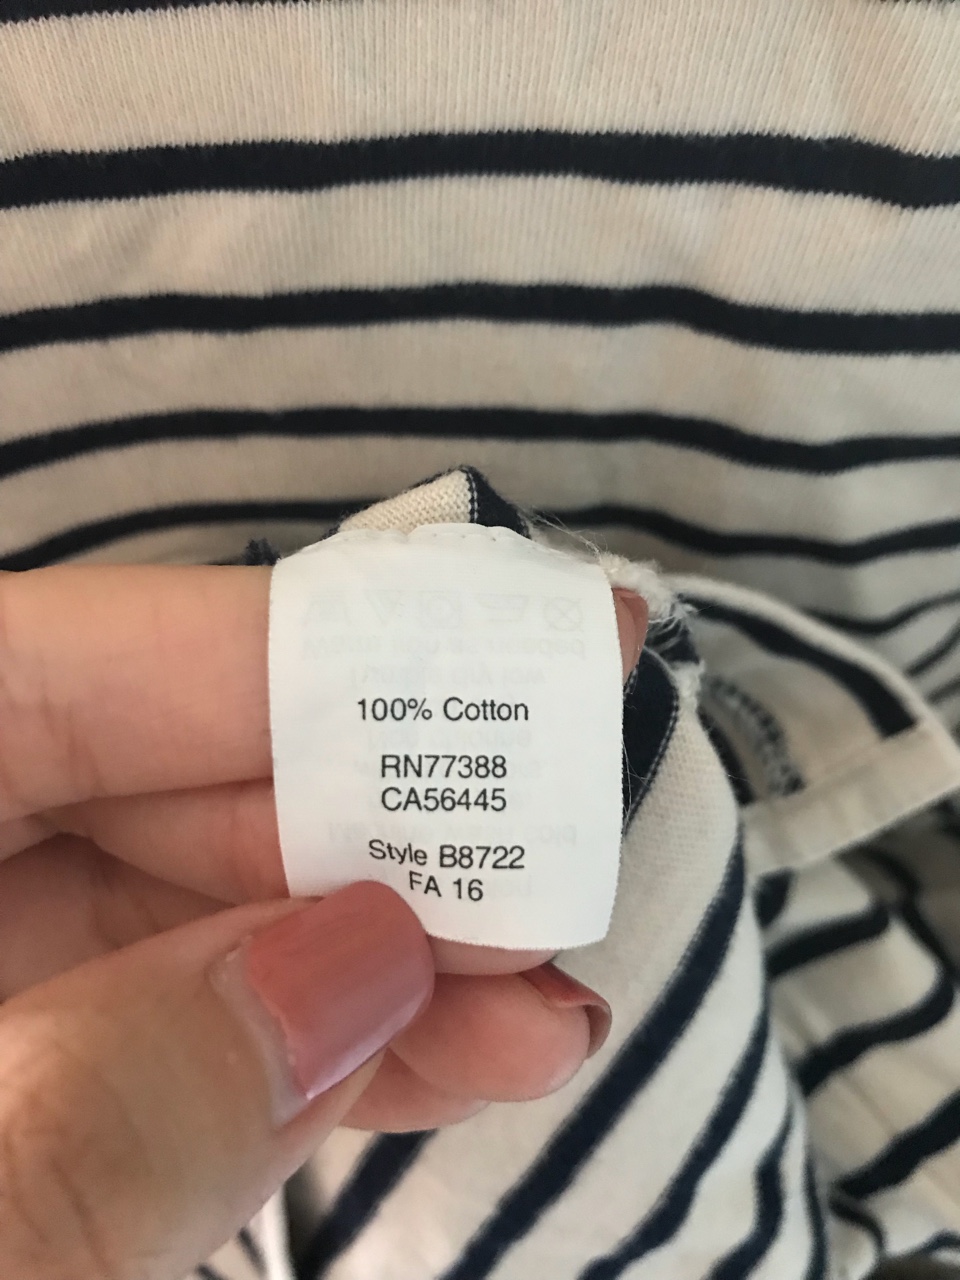 100% Cotton
RN77388
CA56445
Style B8722
FA 16